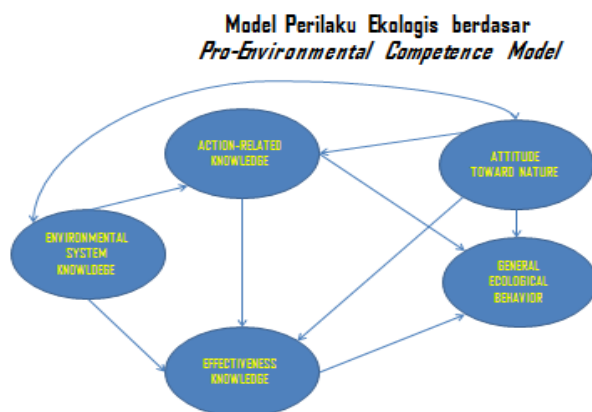 Model Perilaku Ekologis berdasar
Pro-Environmental Competence Model
ACTION-RELATED
KNOWLEDGE
ATTITUDE
TOWARD NATURE
ENVIRONMENTAL
SYSTEM
KNOWLDEGE
GENERAL
ECOLOGICAL
BEHAVIOR
EFFECTIVENESS
KNOWLEDGE